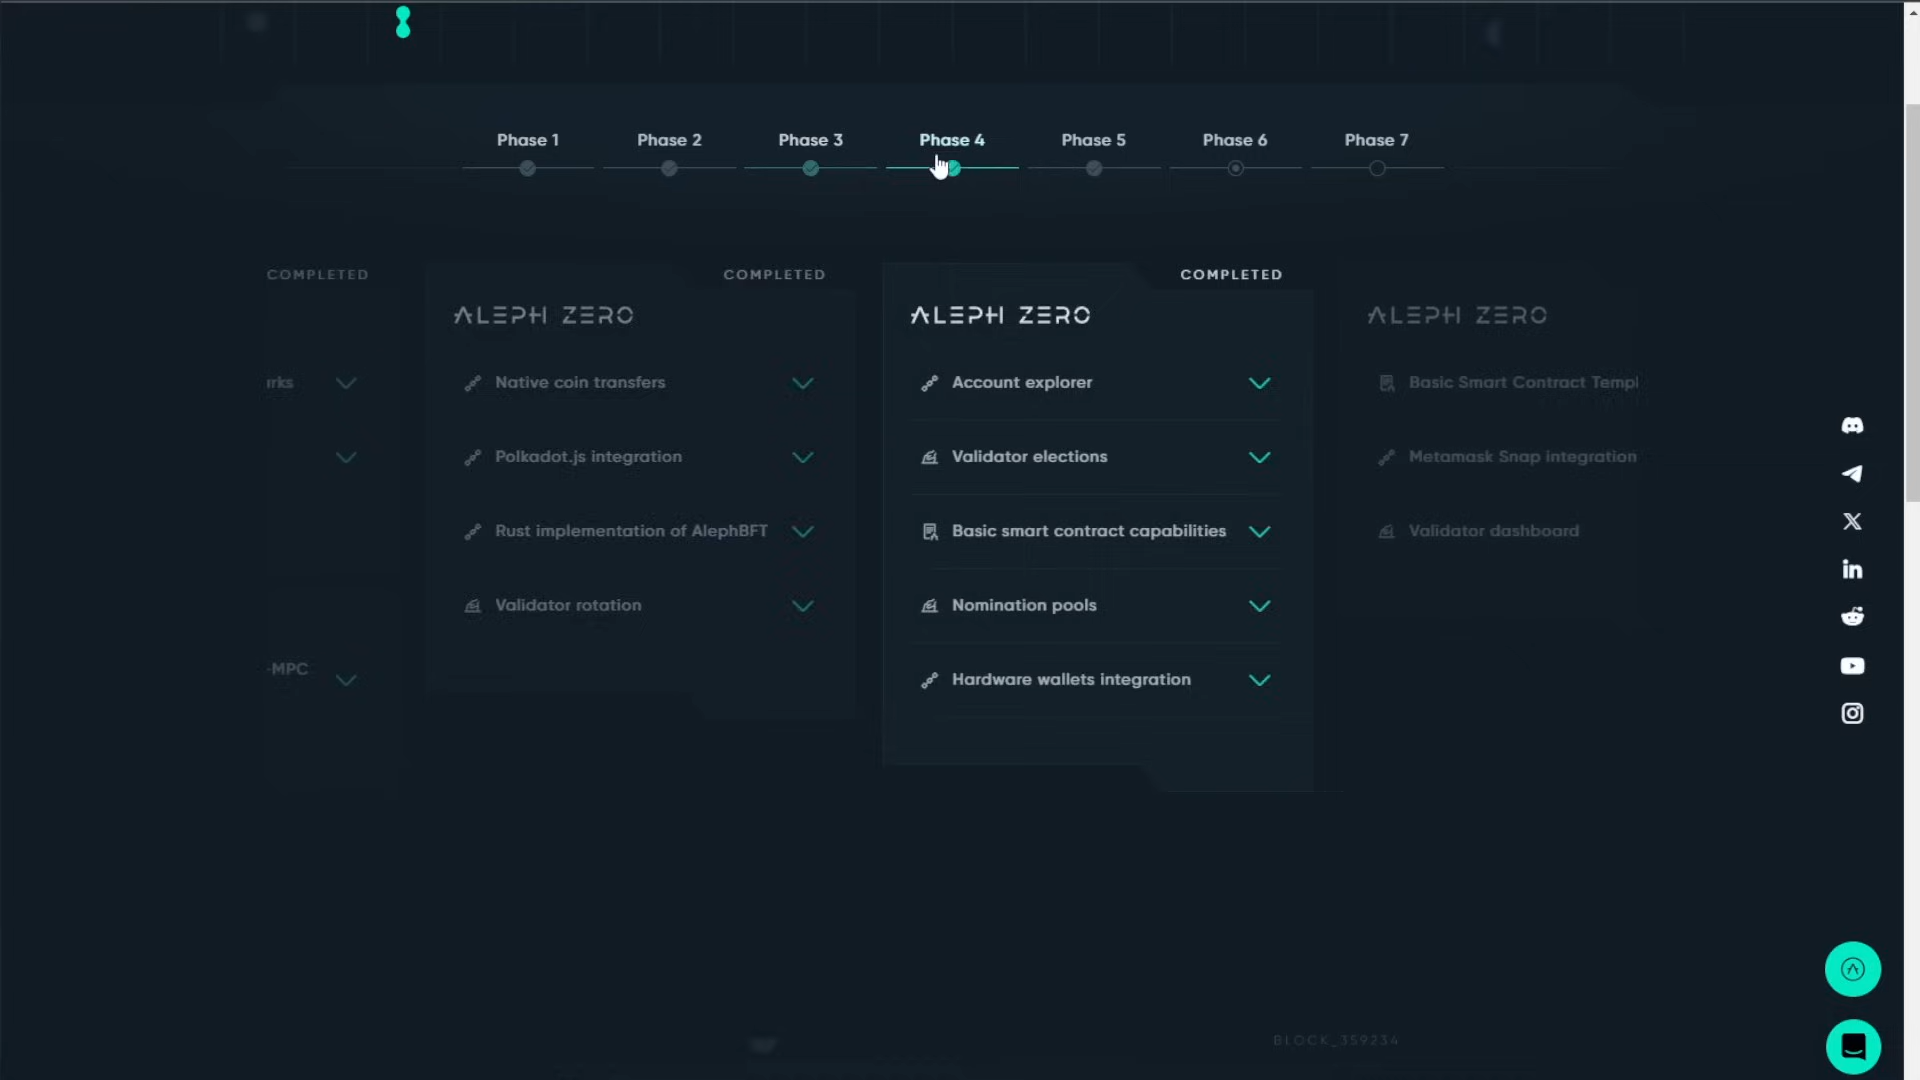 Phase 1
Phase 2
Phase 3
Phase 4
Phase 5
Phase 6
Phase 7
COMPLETED
-MPC
COMPLETED
ALEPH ZERO
Native coin transfers
Polkadot.js integration
Rust implementation of AlephBFT
Validator rotation
COMPLETED
ALEPH ZERO
Account explorer
Validator elections
Basic smart contract capabilities
Nomination pools
Hardware wallets integration
ALEPH ZERO
Basic Smart Contract Templ
Metamask Snap integration
Validator dashboard
BLOCK_359234